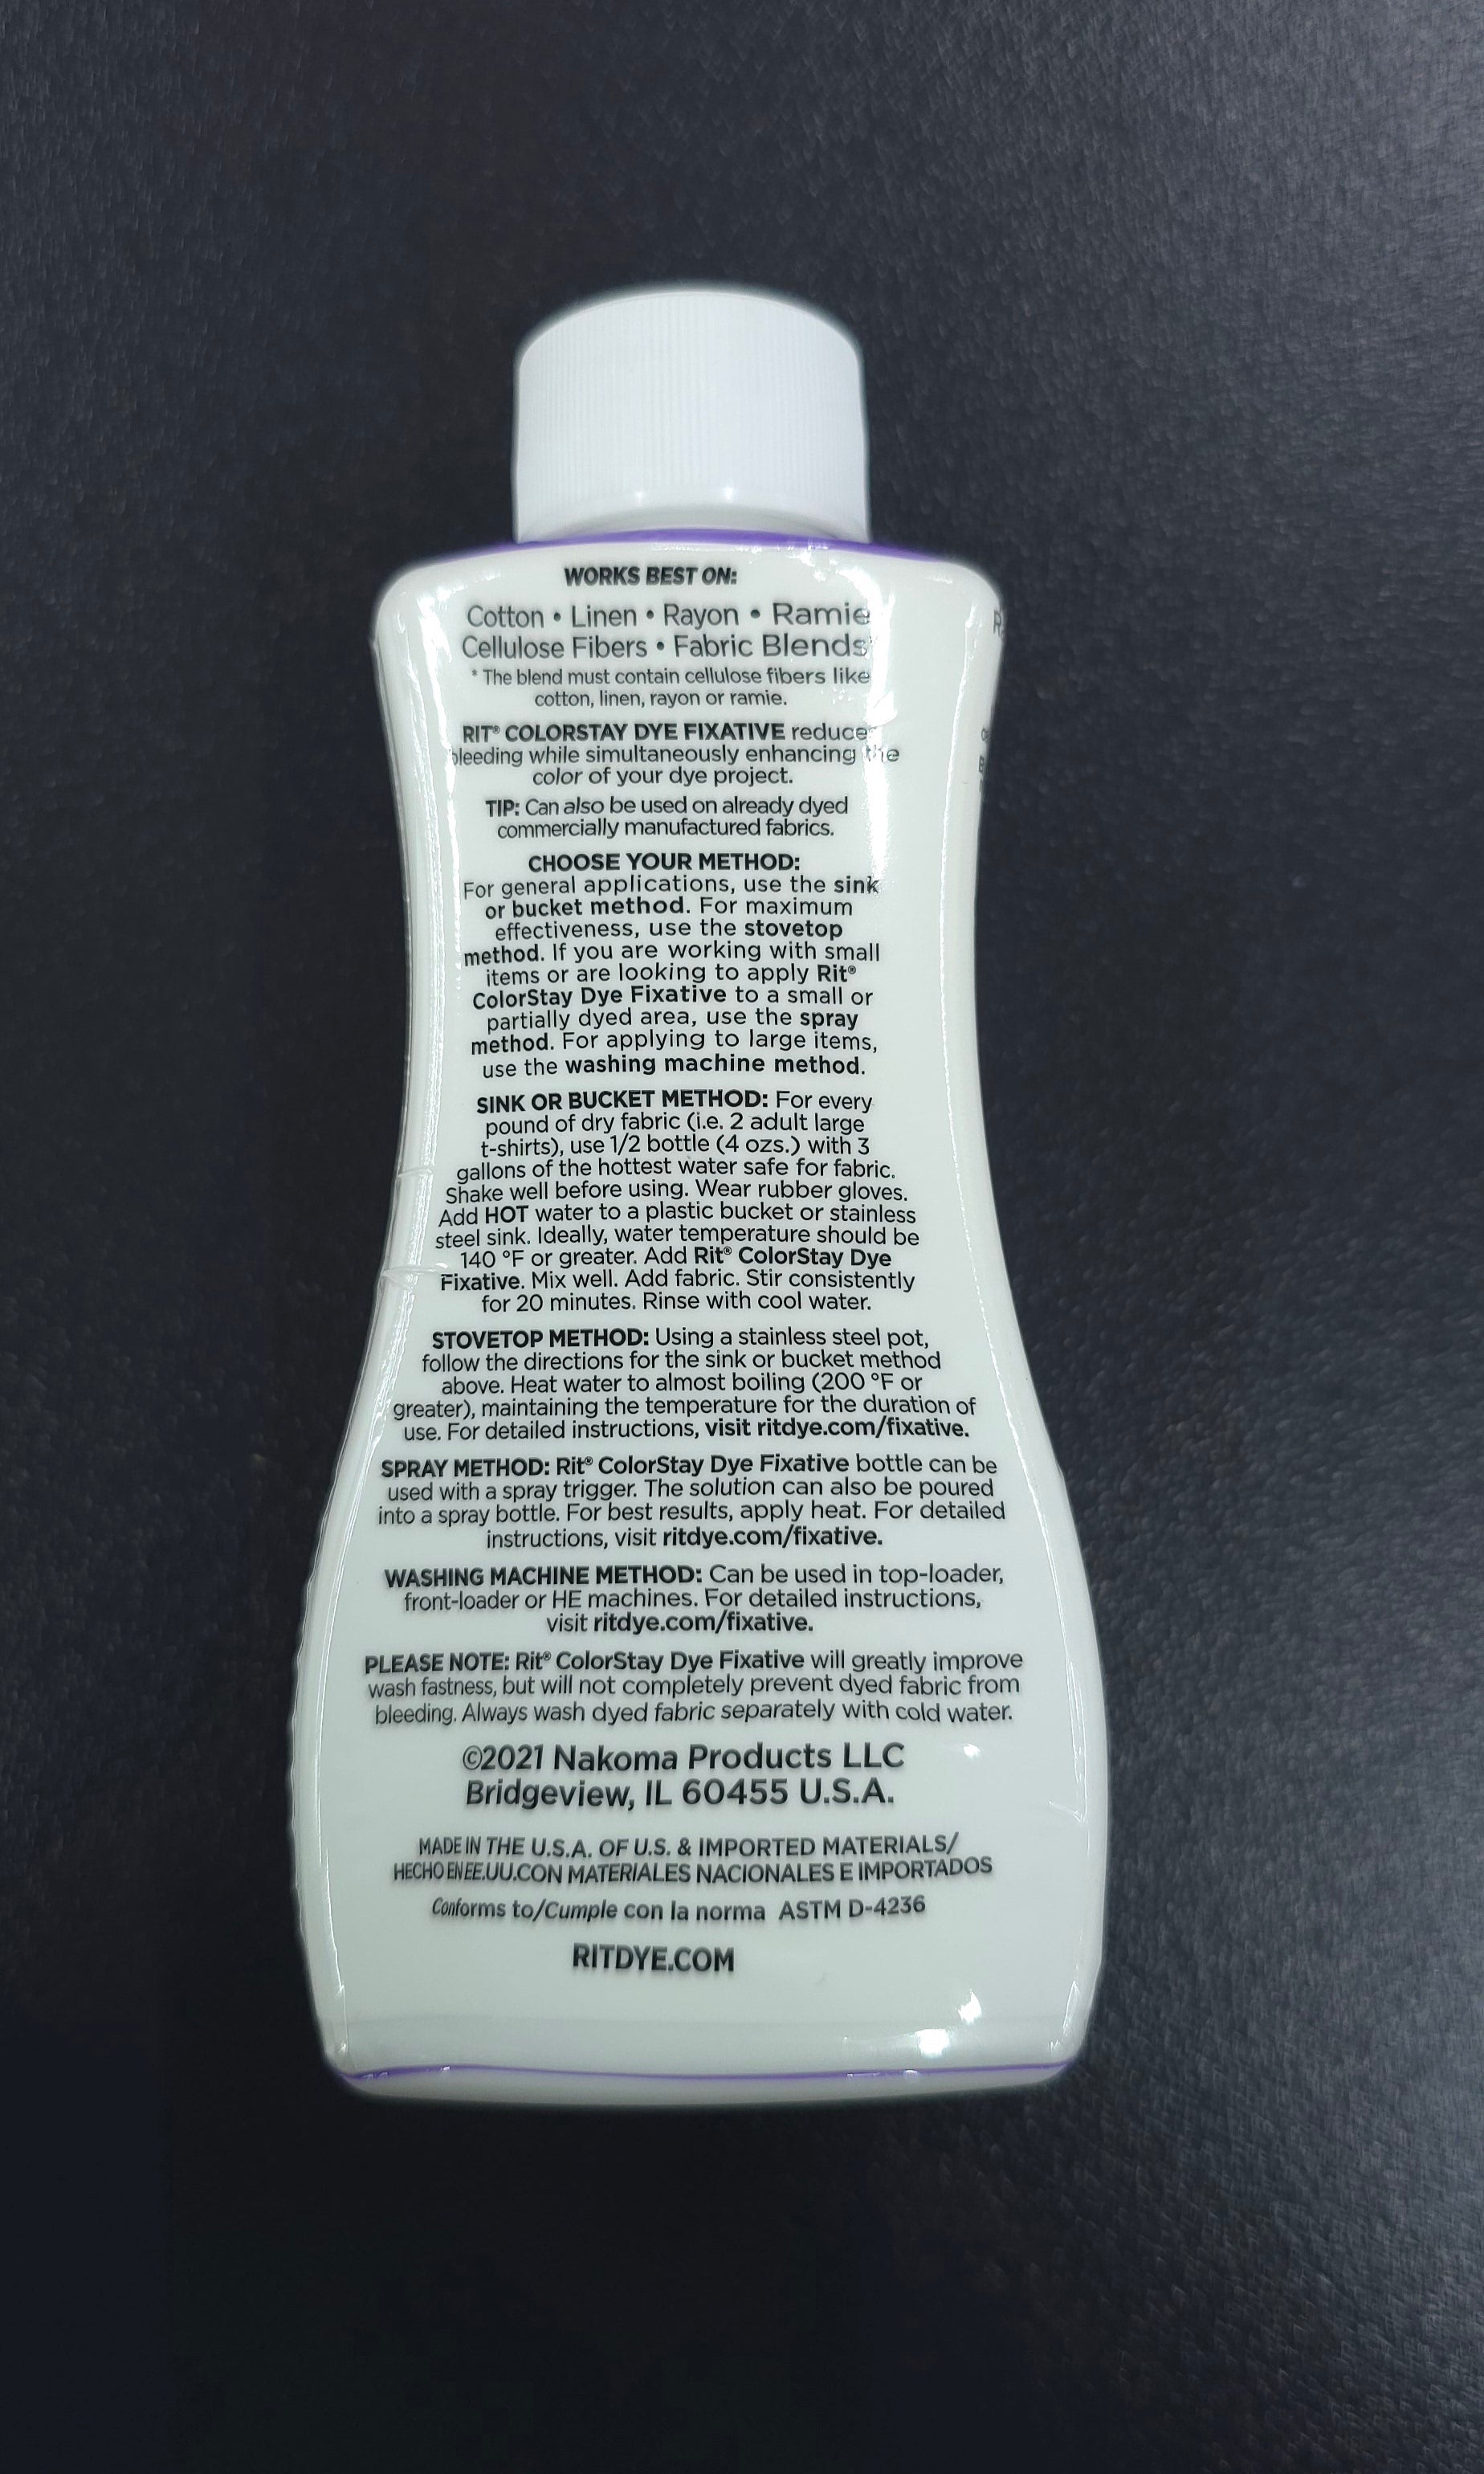 WORKS BEST ON:
Cotton • Linen • Rayon • Ramie
Cellulose Fibers • Fabric Blends
* The blend must contain cellulose fibers like
cotton, linen, rayon or ramie.
RIT® COLORSTAY DYE FIXATIVE reduces
bleeding while simultaneously enhancing the
color of your dye project.
TIP: Can also be used on already dyed
commercially manufactured fabrics.
CHOOSE YOUR METHOD:
For general applications, use the sink
or bucket method. For maximum
effectiveness, use the stovetop
method. If you are working with small
items or are looking to apply Rit®
ColorStay Dye Fixative to a small or
partially dyed area, use the spray
method. For applying to large items,
use the washing machine method.
SINK OR BUCKET METHOD: For every
pound of dry fabric (i.e. 2 adult large
t-shirts), use 1/2 bottle (4 ozs.) with 3
gallons of the hottest water safe for fabric.
Shake well before using. Wear rubber gloves.
Add HOT water to a plastic bucket or stainless
steel sink. Ideally, water temperature should be
140 °F or greater. Add Rit® ColorStay Dye
Fixative. Mix well. Add fabric. Stir consistently
for 20 minutes. Rinse with cool water.
STOVETOP METHOD: Using a stainless steel pot,
follow the directions for the sink or bucket method
above. Heat water to almost boiling (200 °F or
greater), maintaining the temperature for the duration of
use. For detailed instructions, visit ritdye.com/fixative.
SPRAY METHOD: Rit® ColorStay Dye Fixative bottle can be
used with a spray trigger. The solution can also be poured
into a spray bottle. For best results, apply heat. For detailed
instructions, visit ritdye.com/fixative.
WASHING MACHINE METHOD: Can be used in top-loader,
front-loader or HE machines. For detailed instructions,
visit ritdye.com/fixative.
PLEASE NOTE: Rit® ColorStay Dye Fixative will greatly improve
wash fastness, but will not completely prevent dyed fabric from
bleeding. Always wash dyed fabric separately with cold water.
©2021 Nakoma Products LLC
Bridgeview, IL 60455 U.S.A.
MADE IN THE U.S.A. OF U.S. & IMPORTED MATERIALS/
HECHO EN EE.UU.CON MATERIALES NACIONALES E IMPORTADOS
Conforms to/Cumple con la norma ASTM D-4236
RITDYE.COM